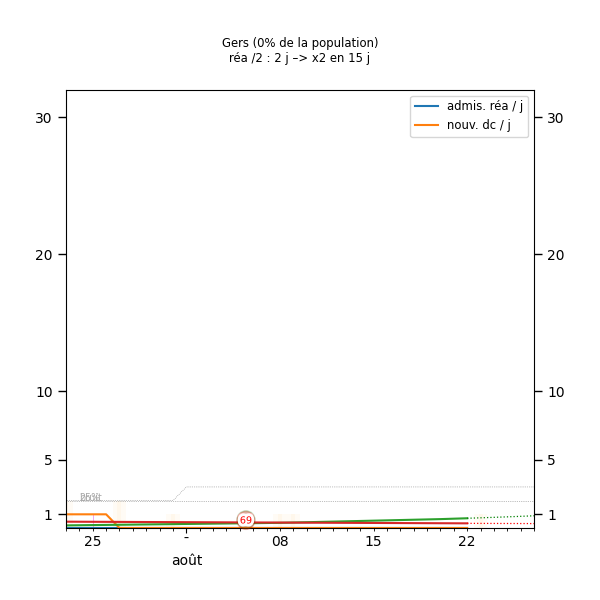 Gers (0% de la population)
réa /2 : 2 j –> x2 en 15 j
admis. réa / j
nouv. dc / j
30 30
20 20
10 10
5 5
1 69 1
25 - 08 15 22
août